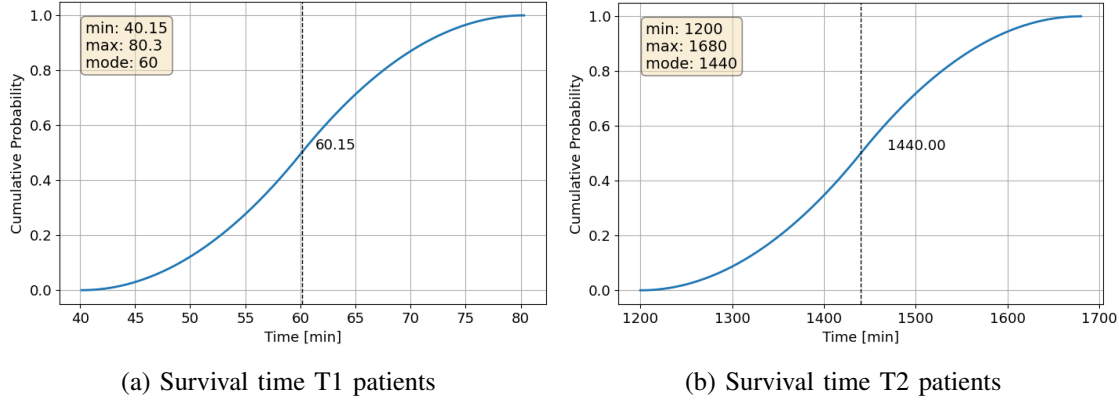 min: 40.15
max: 80.3
mode: 60
60.15
Cumulative Probability
0.0
0.2
0.4
0.6
0.8
1.0
40 45 50 55 60 65 70 75 80
Time [min]
(a) Survival time T1 patients
min: 1200
max: 1680
mode: 1440
1440.00
Cumulative Probability
0.0
0.2
0.4
0.6
0.8
1.0
1200 1300 1400 1500 1600 1700
Time [min]
(b) Survival time T2 patients